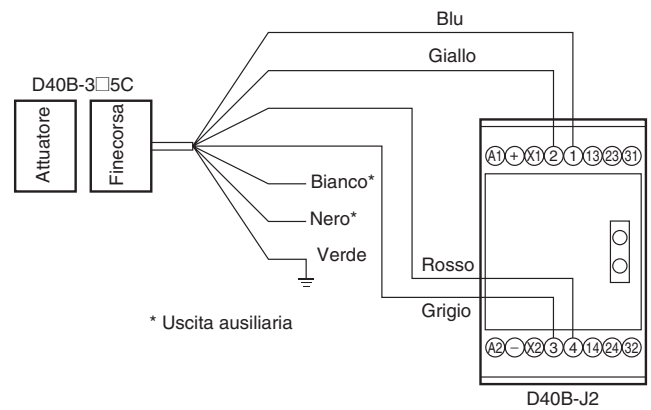 Blu
Giallo
D40B-3□5C
Attuatore
Finecorsa
A1 + X1 2 1 13 23 31
Bianco*
Nero*
Verde
Rosso
Grigio
* Uscita ausiliaria
A2 − X2 3 4 14 24 32
D40B-J2